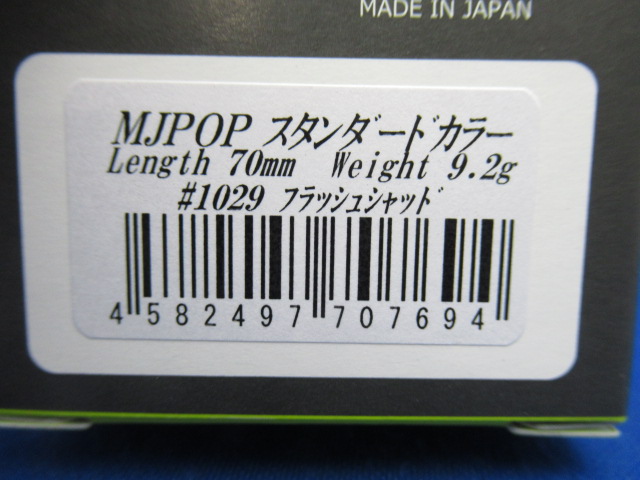 MADE IN JAPAN
MJPOP スタンダードカラー
Length 70mm Weight 9.2g
#1029 フラッシュシャッド
4 582497 707694